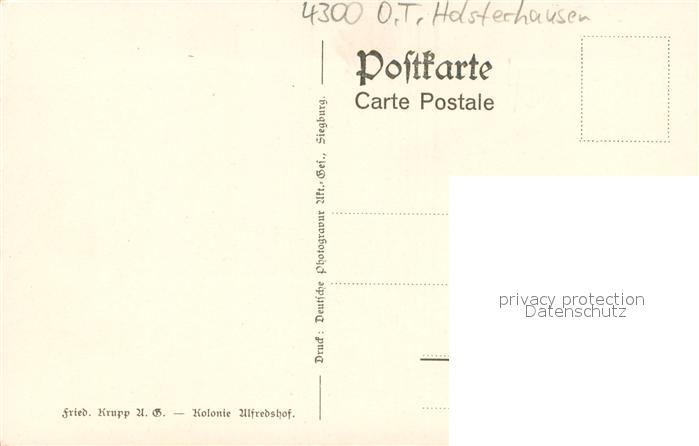 4300 O.T. Holsterhausen
Postkarte
Carte Postale
Druck: Deutsche Photogravur Akt.-Ges., Siegburg.
privacy protection
Datenschutz
Fried. Krupp A. G. — Kolonie Alfredshof.